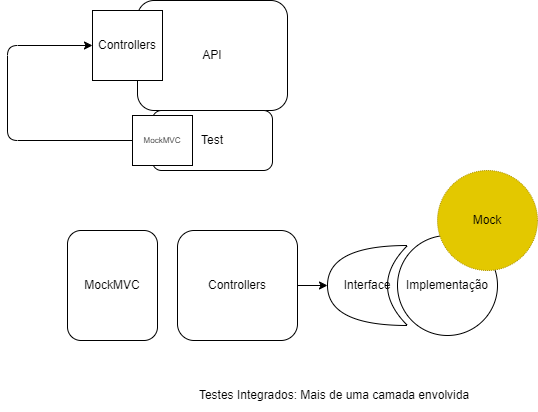 Controllers
API
MockMVC
Test
Mock
MockMVC
Controllers
Interface
Implementação
Testes Integrados: Mais de uma camada envolvida